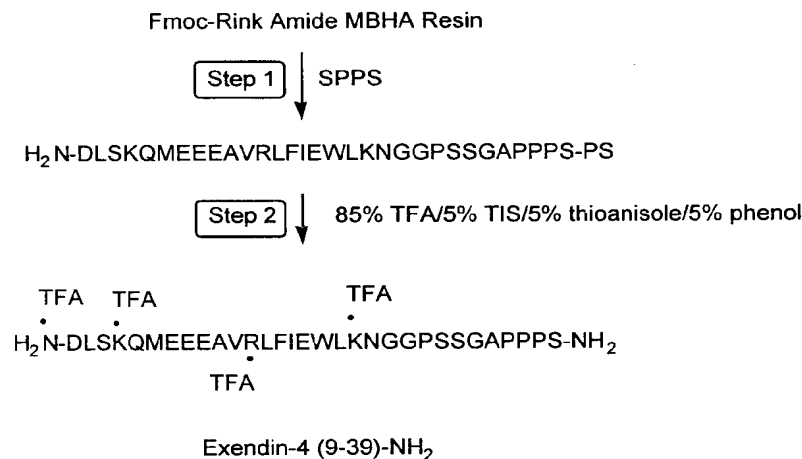 Fmoc-Rink Amide MBHA Resin
Step 1 SPPS
H2N-DLSKQMEEEAVRLFIEWLKNGGPSSGAPPPS-PS
Step 2 85% TFA/5% TIS/5% thioanisole/5% phenol
TFA TFA TFA
H2N-DLSKQMEEEAVRLFIEWLKNGGPSSGAPPPS-NH2
TFA
Exendin-4 (9-39)-NH2